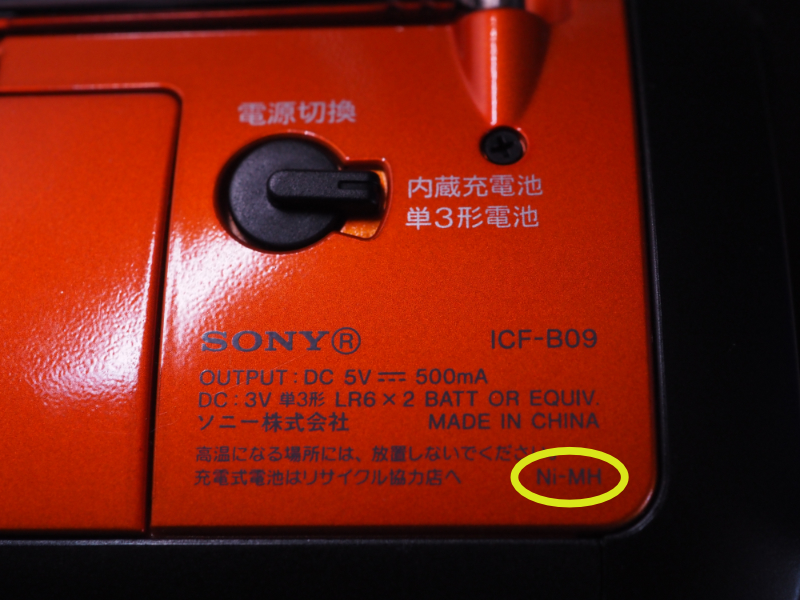 電源切換
内蔵充電池
単3形電池
SONY® ICF-B09
OUTPUT: DC 5V ⎓ 500mA
DC: 3V 単3形 LR6×2 BATT OR EQUIV.
ソニー株式会社 MADE IN CHINA
高温になる場所には、放置しないでください。
充電式電池はリサイクル協力店へ Ni-MH